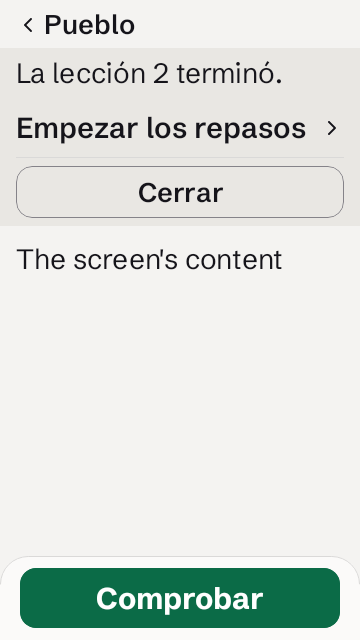 Pueblo
La lección 2 terminó.
Empezar los repasos
Cerrar
The screen's content
Comprobar